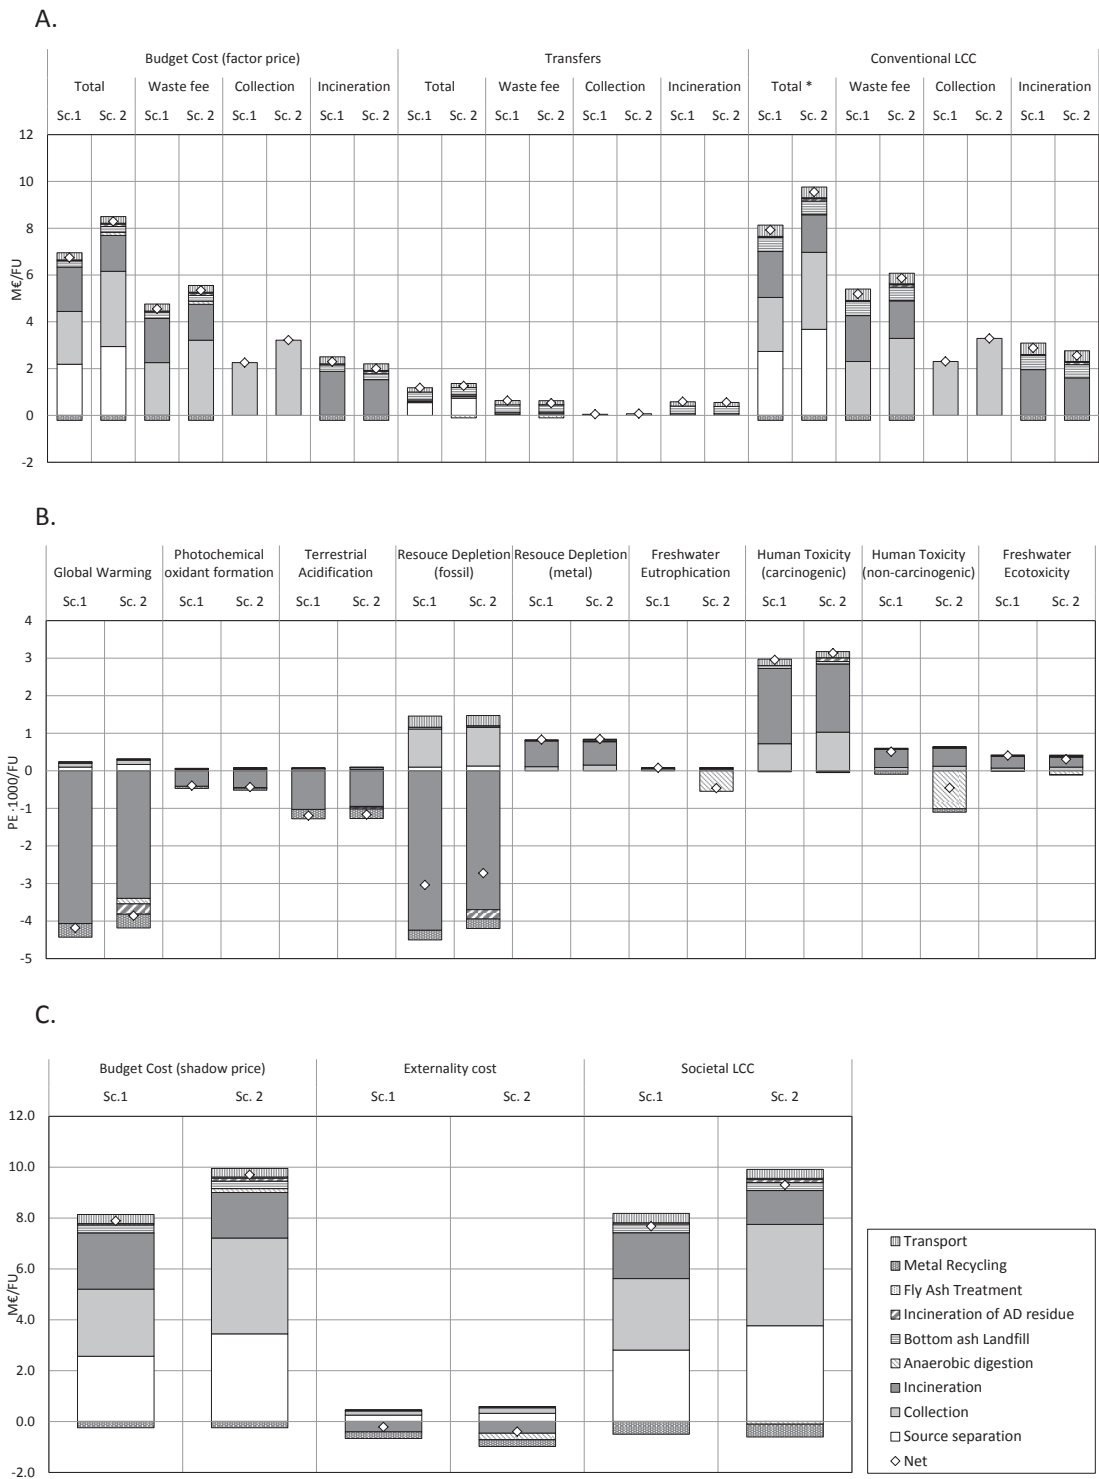 A.
Budget Cost (factor price) Transfers Conventional LCC
Total Waste fee Collection Incineration Total Waste fee Collection Incineration Total * Waste fee Collection Incineration
Sc.1 Sc. 2 Sc.1 Sc. 2 Sc.1 Sc. 2 Sc.1 Sc. 2 Sc.1 Sc. 2 Sc.1 Sc. 2 Sc.1 Sc. 2 Sc.1 Sc. 2 Sc.1 Sc. 2 Sc.1 Sc. 2 Sc.1 Sc. 2 Sc.1 Sc. 2
12
10
8
6
4
2
0
-2
M€/FU
B.
Global Warming
Photochemical
oxidant formation
Terrestrial
Acidification
Resouce Depletion
(fossil)
Resouce Depletion
(metal)
Freshwater
Eutrophication
Human Toxicity
(carcinogenic)
Human Toxicity
(non-carcinogenic)
Freshwater
Ecotoxicity
Sc.1 Sc. 2 Sc.1 Sc. 2 Sc.1 Sc. 2 Sc.1 Sc. 2 Sc.1 Sc. 2 Sc.1 Sc. 2 Sc.1 Sc. 2 Sc.1 Sc. 2 Sc.1 Sc. 2
4
3
2
1
0
-1
-2
-3
-4
-5
PE ·1000/FU
C.
Budget Cost (shadow price) Externality cost Societal LCC
Sc.1 Sc. 2 Sc.1 Sc. 2 Sc.1 Sc. 2
12.0
10.0
8.0
6.0
4.0
2.0
0.0
-2.0
M€/FU
Transport
Metal Recycling
Fly Ash Treatment
Incineration of AD residue
Bottom ash Landfill
Anaerobic digestion
Incineration
Collection
Source separation
Net